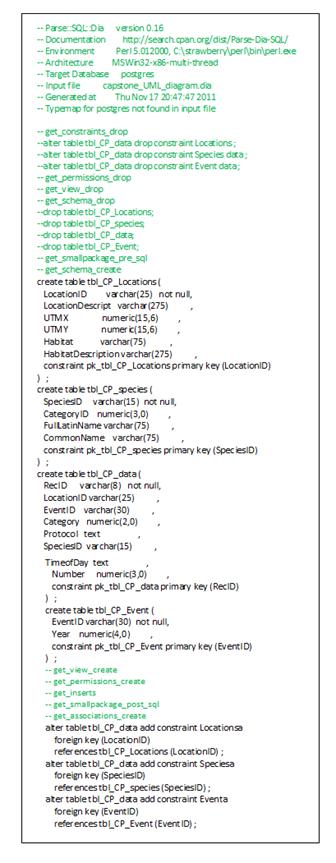 -- Parse::SQL::Dia version 0.16
-- Documentation http://search.cpan.org/dist/Parse-Dia-SQL/
-- Environment Perl 5.012000, C:\strawberry\perl\bin\perl.exe
-- Architecture MSWin32-x86-multi-thread
-- Target Database postgres
-- Input file capstone_UML_diagram.dia
-- Generated at Thu Nov 17 20:47:47 2011
-- Typemap for postgres not found in input file
-- get_constraints_drop
--alter table tbl_CP_data drop constraint Locations ;
--alter table tbl_CP_data drop constraint Species data ;
--alter table tbl_CP_data drop constraint Event data ;
-- get_permissions_drop
-- get_view_drop
-- get_schema_drop
--drop table tbl_CP_Locations;
--drop table tbl_CP_species;
--drop table tbl_CP_data;
--drop table tbl_CP_Event;
-- get_smallpackage_pre_sql
-- get_schema_create
create table tbl_CP_Locations (
LocationID varchar(25) not null,
LocationDescript varchar(275) ,
UTMX numeric(15,6) ,
UTMY numeric(15,6) ,
Habitat varchar(75) ,
HabitatDescription varchar(275) ,
constraint pk_tbl_CP_Locations primary key (LocationID)
) ;
create table tbl_CP_species (
SpeciesID varchar(15) not null,
CategoryID numeric(3,0) ,
FullLatinName varchar(75) ,
CommonName varchar(75) ,
constraint pk_tbl_CP_species primary key (SpeciesID)
) ;
create table tbl_CP_data (
RecID varchar(8) not null,
LocationID varchar(25) ,
EventID varchar(30) ,
Category numeric(2,0) ,
Protocol text ,
SpeciesID varchar(15) ,
TimeofDay text ,
Number numeric(3,0) ,
constraint pk_tbl_CP_data primary key (RecID)
) ;
create table tbl_CP_Event (
EventID varchar(30) not null,
Year numeric(4,0) ,
constraint pk_tbl_CP_Event primary key (EventID)
) ;
-- get_view_create
-- get_permissions_create
-- get_inserts
-- get_smallpackage_post_sql
-- get_associations_create
alter table tbl_CP_data add constraint Locationsa
foreign key (LocationID)
references tbl_CP_Locations (LocationID) ;
alter table tbl_CP_data add constraint Speciesa
foreign key (SpeciesID)
references tbl_CP_species (SpeciesID) ;
alter table tbl_CP_data add constraint Eventa
foreign key (EventID)
references tbl_CP_Event (EventID) ;